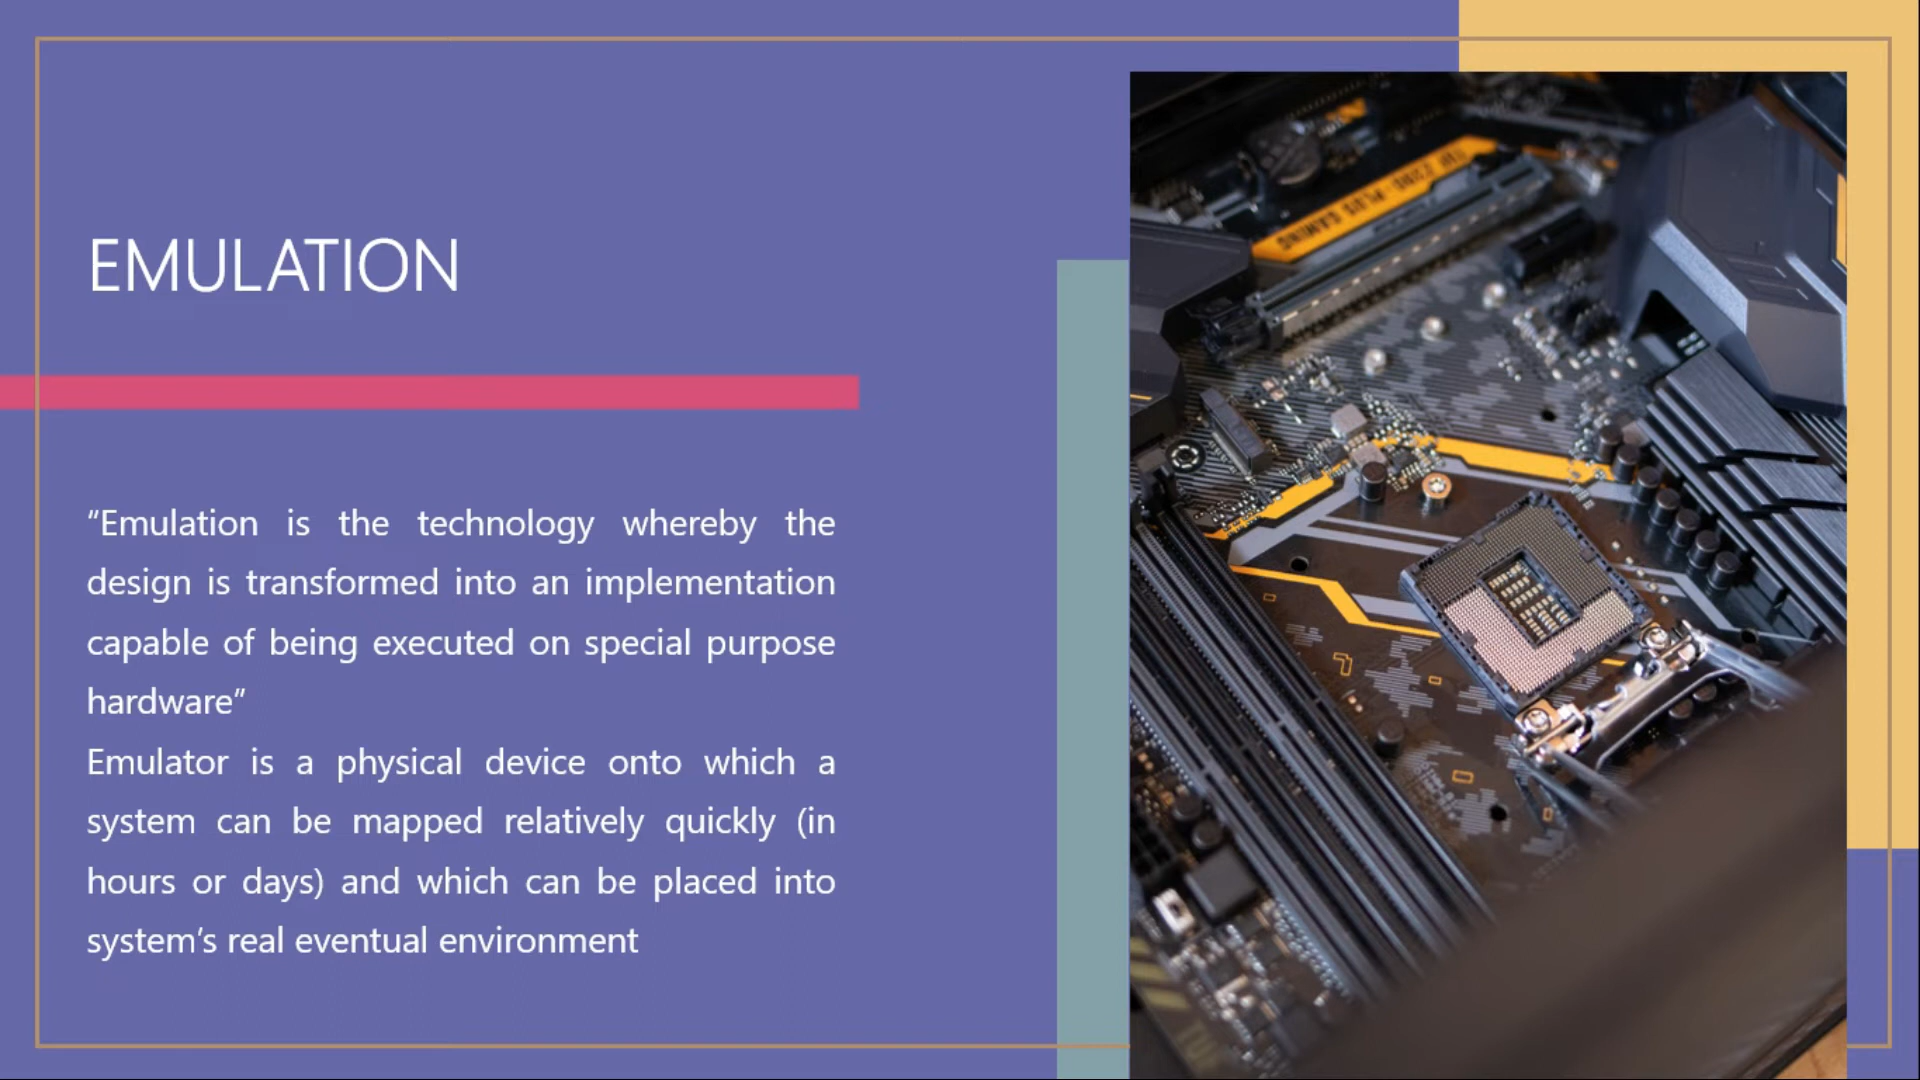 EMULATION
“Emulation is the technology whereby the
design is transformed into an implementation
capable of being executed on special purpose
hardware”
Emulator is a physical device onto which a
system can be mapped relatively quickly (in
hours or days) and which can be placed into
system’s real eventual environment
PLUS GAMING